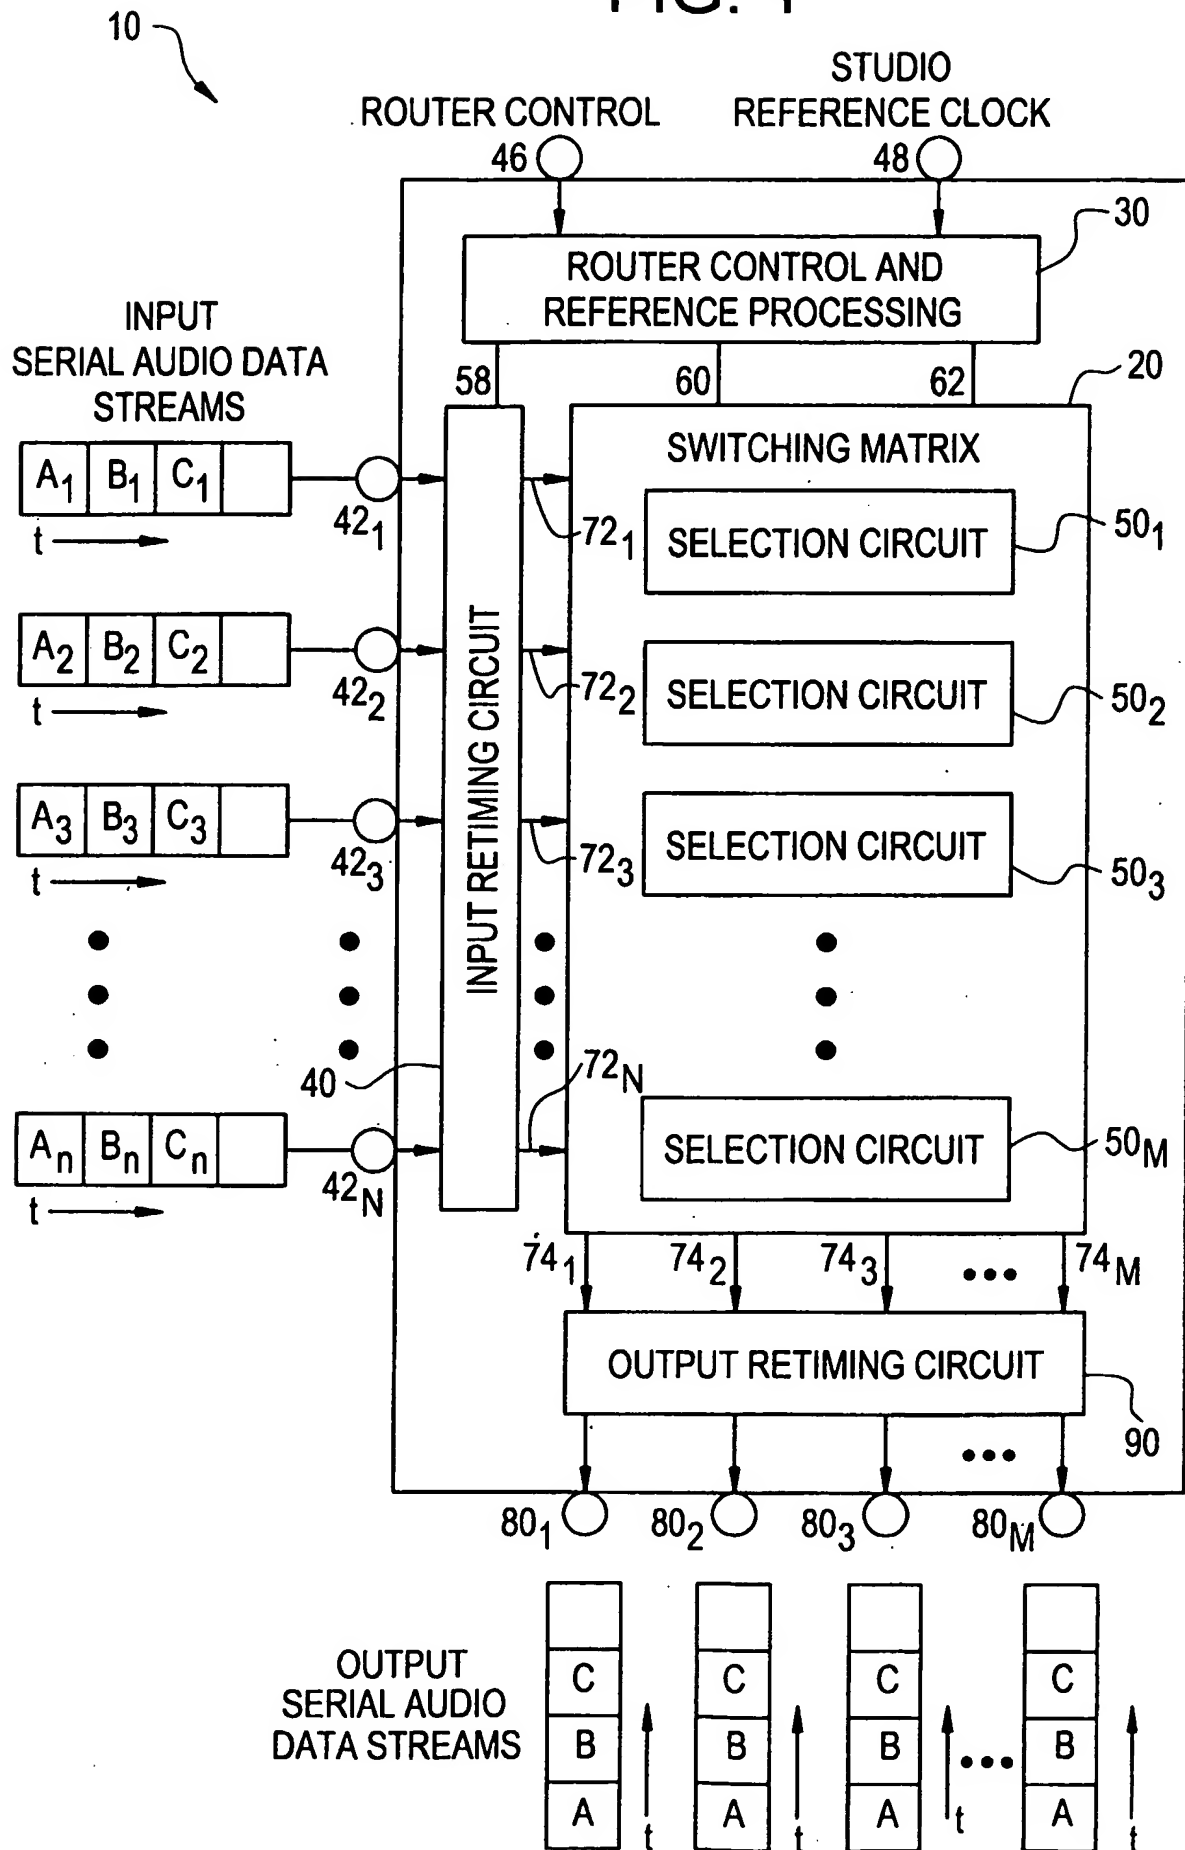 FIG. 1
10
STUDIO
ROUTER CONTROL REFERENCE CLOCK
46 48
30
ROUTER CONTROL AND
REFERENCE PROCESSING
INPUT
SERIAL AUDIO DATA
STREAMS
58 60 62 20
SWITCHING MATRIX
A1 B1 C1
t
421
721
SELECTION CIRCUIT
501
A2 B2 C2
t
422
722
SELECTION CIRCUIT
502
A3 B3 C3
t
423
723
SELECTION CIRCUIT
503
INPUT RETIMING CIRCUIT
40
72N
An Bn Cn
t
42N
SELECTION CIRCUIT
50M
741 742 743 ••• 74M
OUTPUT RETIMING CIRCUIT
90
•••
801 802 803 80M
OUTPUT
SERIAL AUDIO
DATA STREAMS
C C C C
B B B ••• B
A A A A
t t t t